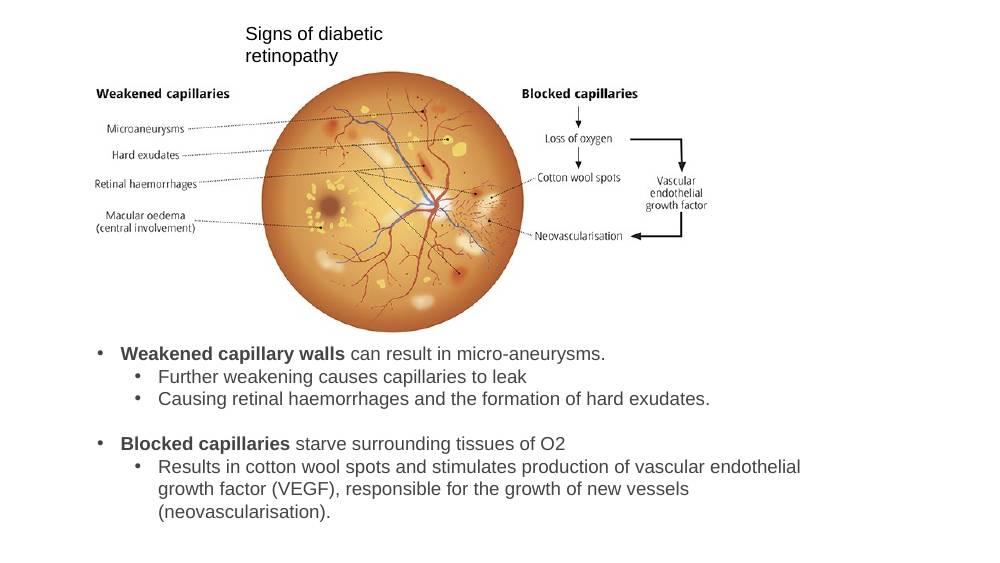 Signs of diabetic
retinopathy
Weakened capillaries
Microaneurysms
Hard exudates
Retinal haemorrhages
Macular oedema
(central involvement)
Blocked capillaries
Loss of oxygen
Cotton wool spots
Vascular
endothelial
growth factor
Neovascularisation
• Weakened capillary walls can result in micro-aneurysms.
• Further weakening causes capillaries to leak
• Causing retinal haemorrhages and the formation of hard exudates.
• Blocked capillaries starve surrounding tissues of O2
• Results in cotton wool spots and stimulates production of vascular endothelial
growth factor (VEGF), responsible for the growth of new vessels
(neovascularisation).